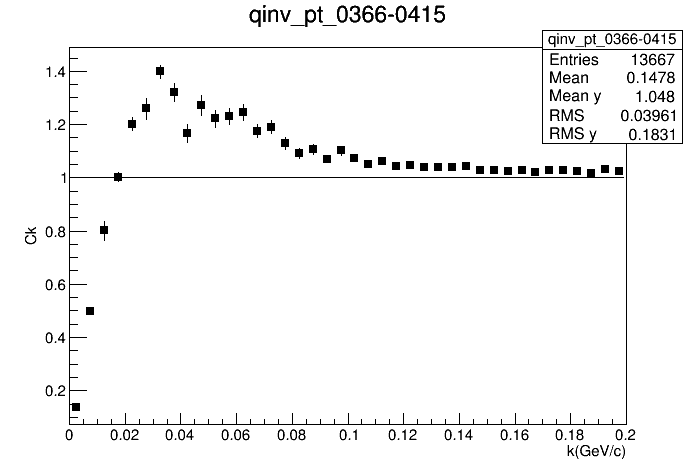 qinv_pt_0366-0415
qinv_pt_0366-0415
Entries 13667
Mean 0.1478
Mean y 1.048
RMS 0.03961
RMS y 0.1831
1.4
1.2
1
0.8
0.6
0.4
0.2
Ck
0 0.02 0.04 0.06 0.08 0.1 0.12 0.14 0.16 0.18 0.2
k(GeV/c)